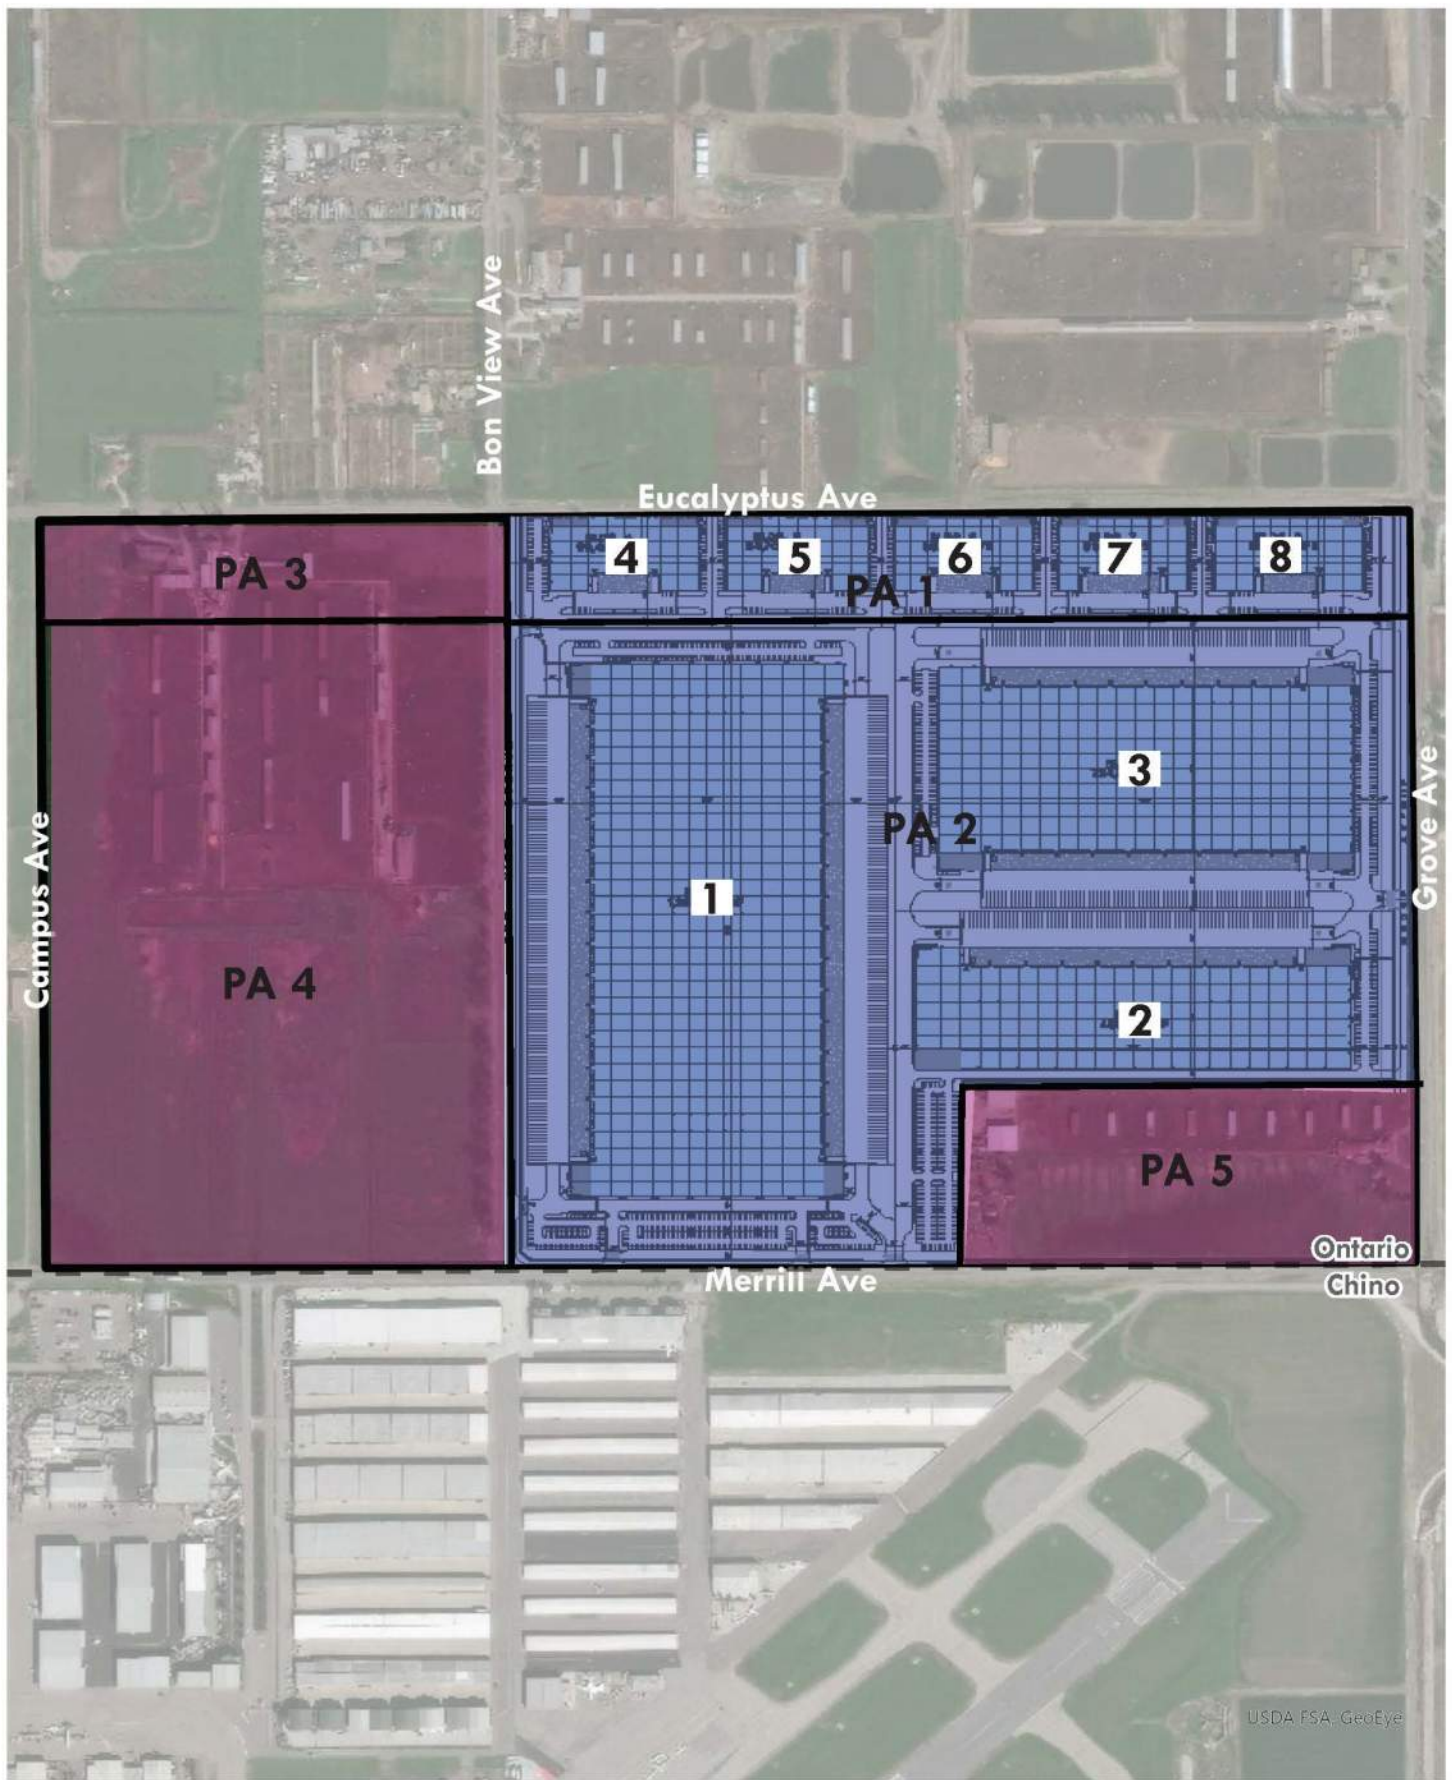 Bon View Ave
Eucalyptus Ave
4
5
6
7
8
PA 3
PA 1
3
PA 2
Campus Ave
Grove Ave
1
PA 4
2
PA 5
Ontario
Merrill Ave
Chino
USDA FSA, GeoEye